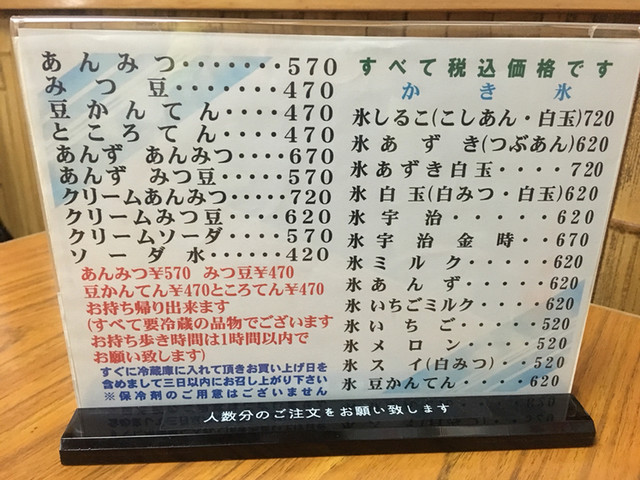 あんみつ・・・・・・・570
みつ豆・・・・・・・470
豆かんてん・・・・470
ところてん・・・・470
あんず あんみつ・・670
あんず みつ豆・・・570
クリームあんみつ・・・・720
クリームみつ豆・・・・620
クリームソーダ・・・・570
ソーダ水・・・・・・420
あんみつ¥570 みつ豆¥470
豆かんてん¥470ところてん¥470
お持ち帰り出来ます
(すべて要冷蔵の品物でございます
お持ち歩き時間は1時間以内で
お願い致します)
すぐに冷蔵庫に入れて頂きお買い上げ日を
含めまして三日以内にお召し上がり下さい
※保冷剤のご用意はございません
すべて税込価格です
かき氷
氷しるこ(こしあん・白玉)720
氷あずき(つぶあん)620
氷あずき白玉・・・・720
氷白玉(白みつ・白玉)620
氷宇治・・・・・620
氷宇治金時・・670
氷ミルク・・・・620
氷あんず・・・・620
氷いちごミルク・・・・620
氷いちご・・・・・520
氷メロン・・・・520
氷スイ(白みつ)・・520
氷豆かんてん・・・・620
人数分のご注文をお願い致します